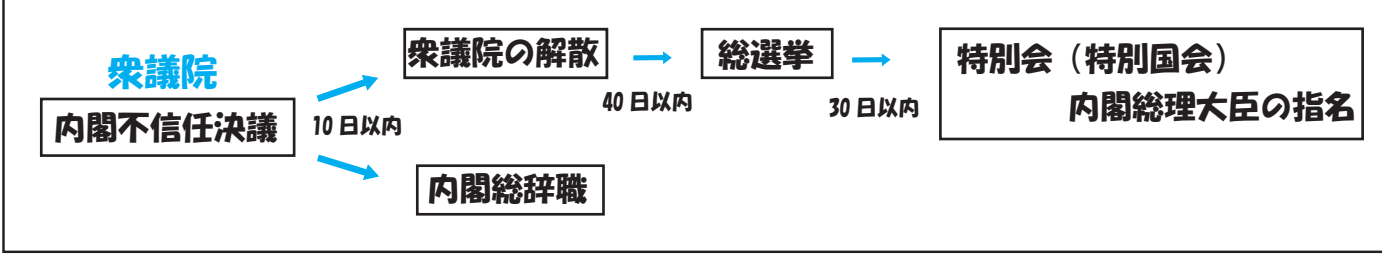 衆議院
内閣不信任決議
10日以内
衆議院の解散
40日以内
総選挙
30日以内
特別会（特別国会）
内閣総理大臣の指名
内閣総辞職